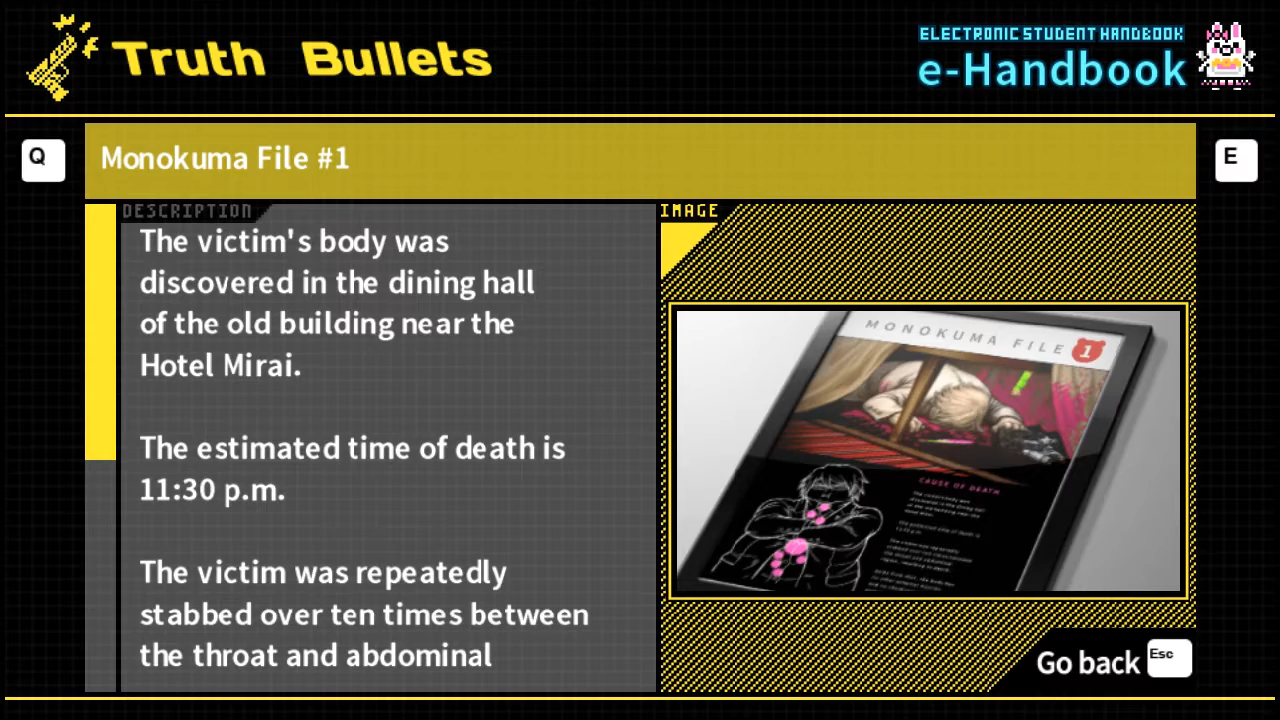 Truth Bullets
ELECTRONIC STUDENT HANDBOOK
e-Handbook
Q
Monokuma File #1
E
DESCRIPTION
The victim's body was
discovered in the dining hall
of the old building near the
Hotel Mirai.
The estimated time of death is
11:30 p.m.
The victim was repeatedly
stabbed over ten times between
the throat and abdominal
IMAGE
MONOKUMA FILE 1
CAUSE OF DEATH
Go back Esc